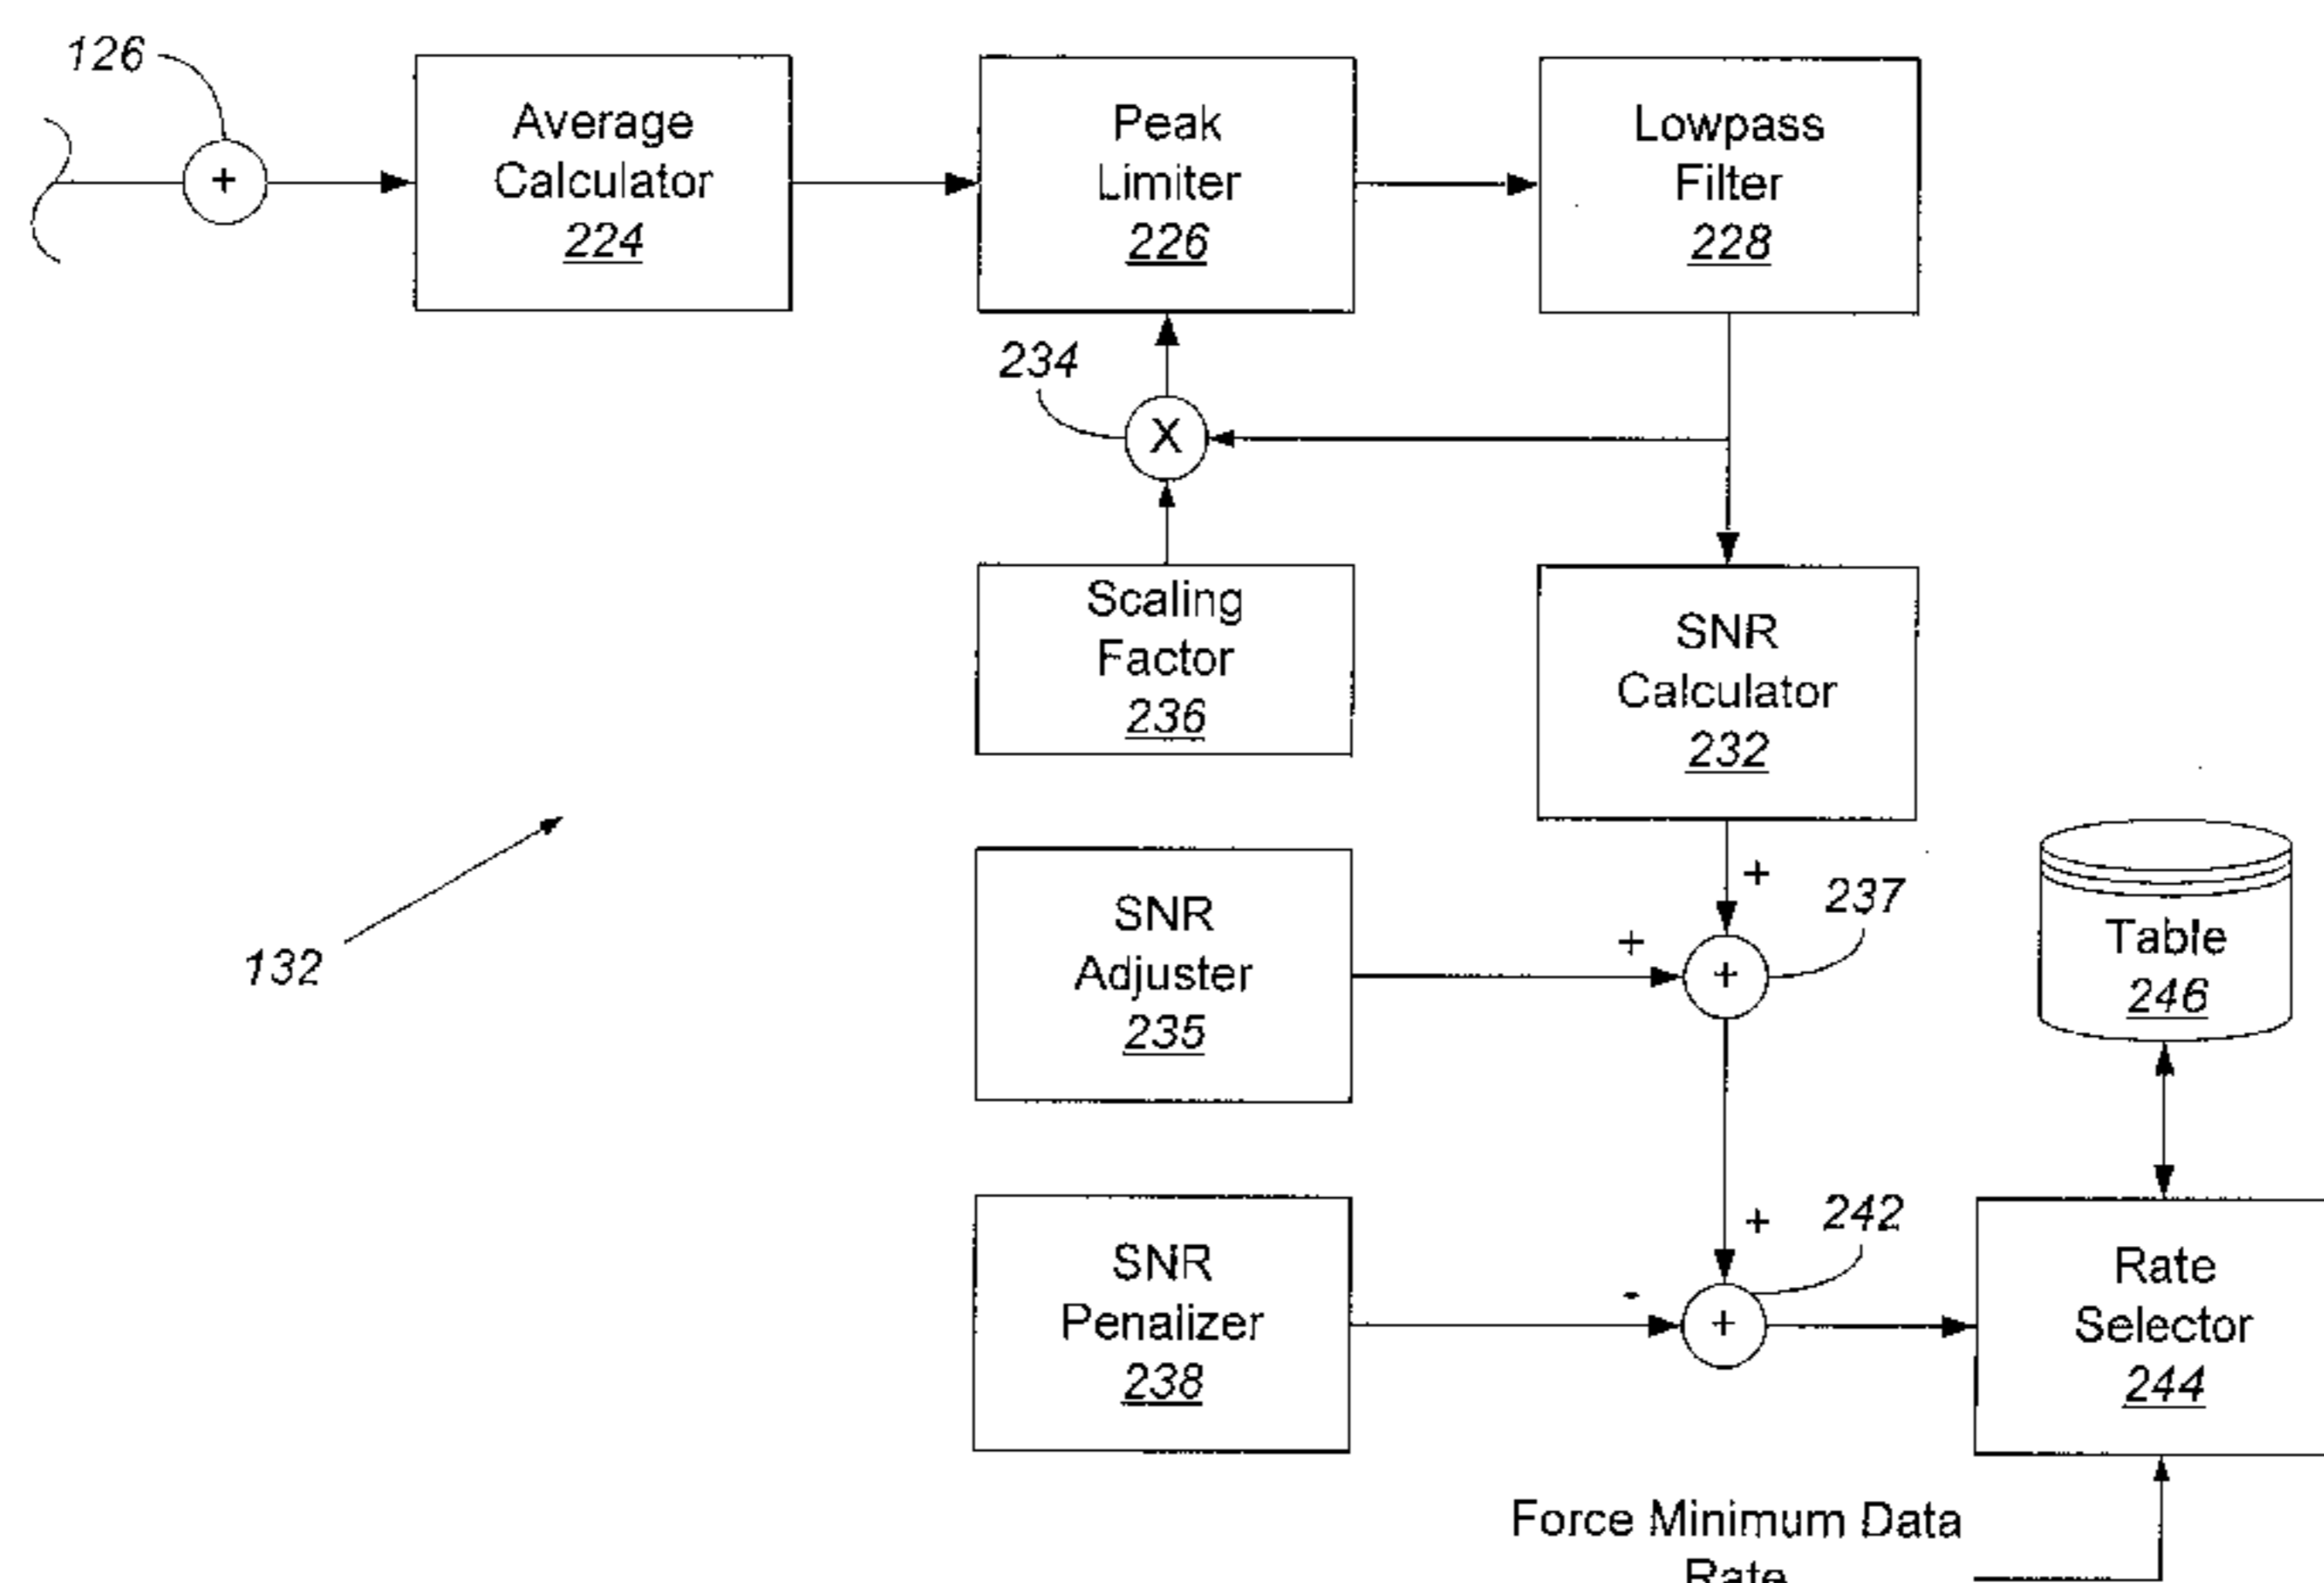 126
+
Average
Calculator
224
Peak
Limiter
226
Lowpass
Filter
228
234
X
Scaling
Factor
236
SNR
Calculator
232
132
SNR
Adjuster
235
+
+
+
237
Table
246
SNR
Penalizer
238
+
-
+
242
Rate
Selector
244
Force Minimum Data
Rate